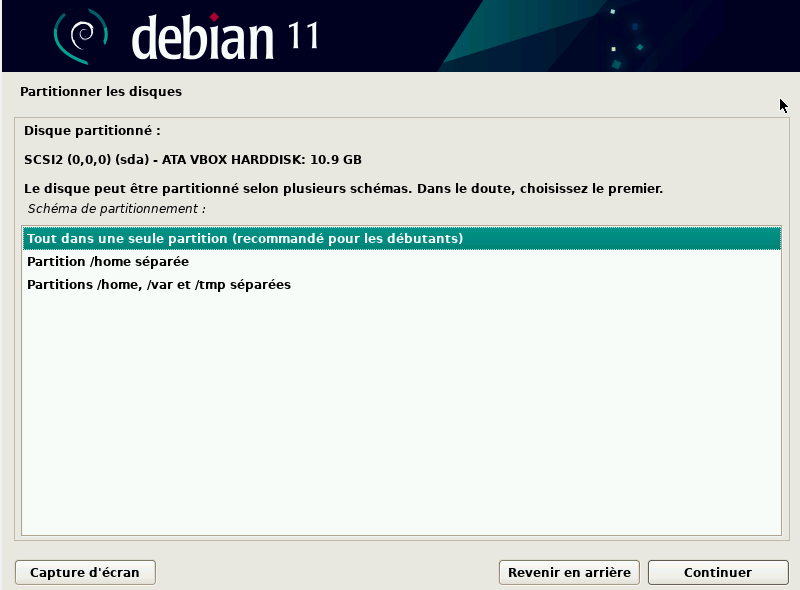 debian 11
Partitionner les disques
Disque partitionné :
SCSI2 (0,0,0) (sda) - ATA VBOX HARDDISK: 10.9 GB
Le disque peut être partitionné selon plusieurs schémas. Dans le doute, choisissez le premier.
Schéma de partitionnement :
Tout dans une seule partition (recommandé pour les débutants)
Partition /home séparée
Partitions /home, /var et /tmp séparées
Capture d'écran
Revenir en arrière
Continuer